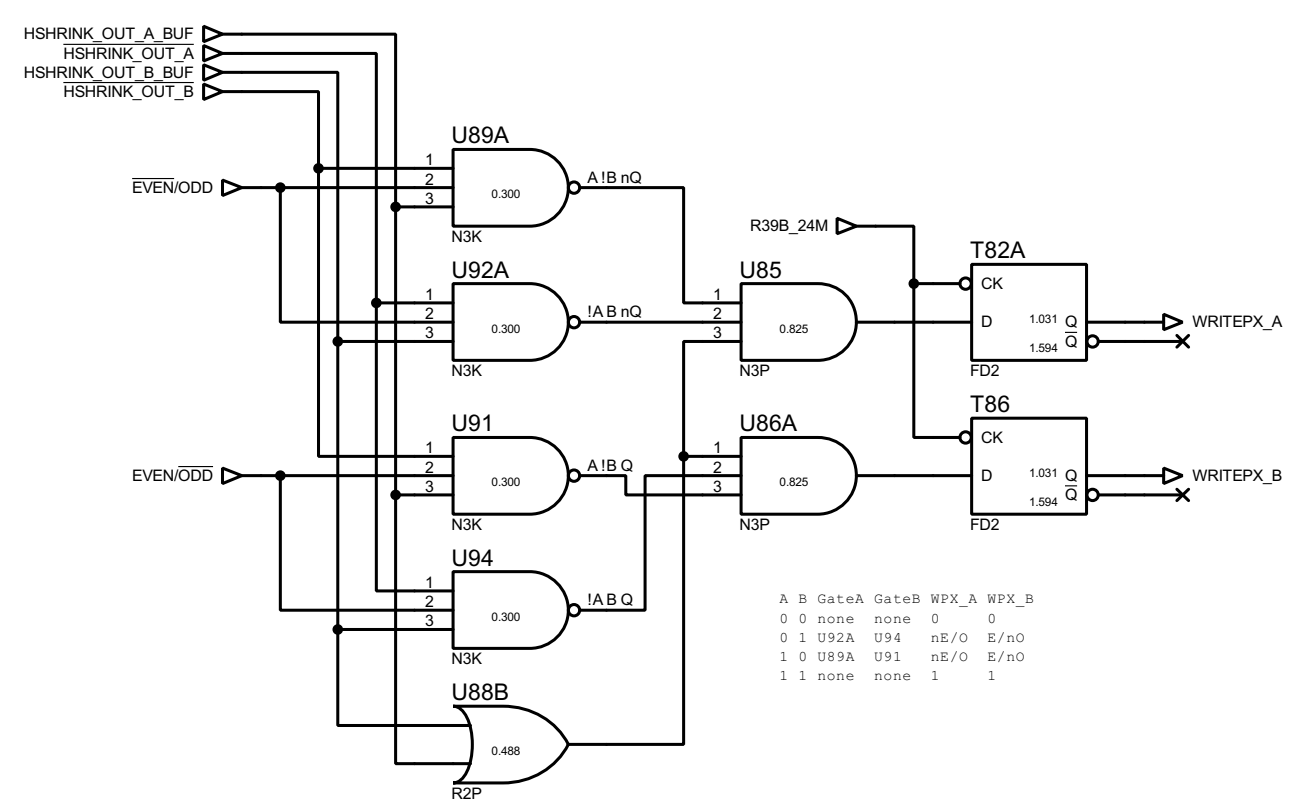 HSHRINK_OUT_A_BUF
HSHRINK_OUT_A
HSHRINK_OUT_B_BUF
HSHRINK_OUT_B
U89A
1
2
3
0.300
N3K
A !B nQ
EVEN/ODD
R39B_24M
U92A
1
2
3
0.300
N3K
!A B nQ
U85
1
2
3
0.825
N3P
T82A
CK
D
1.031 Q
1.594 Q
FD2
WRITEPX_A
U91
1
2
3
0.300
N3K
A !B Q
EVEN/ODD
U86A
1
2
3
0.825
N3P
T86
CK
D
1.031 Q
1.594 Q
FD2
WRITEPX_B
U94
1
2
3
0.300
N3K
!A B Q
U88B
0.488
R2P
A B GateA GateB WPX_A WPX_B
0 0 none none 0 0
0 1 U92A U94 nE/O E/nO
1 0 U89A U91 nE/O E/nO
1 1 none none 1 1